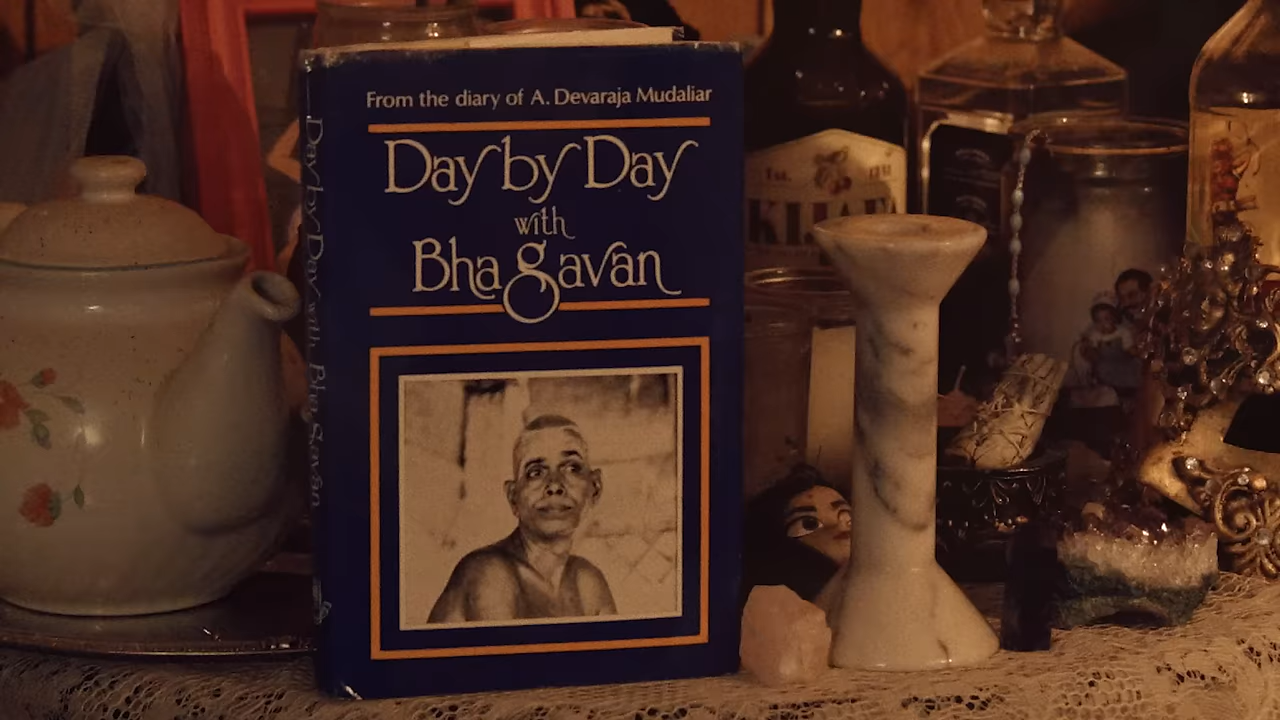 From the diary of A. Devaraja Mudaliar
Day by Day
with
Bhagavan
Day by Day with Bhagavan